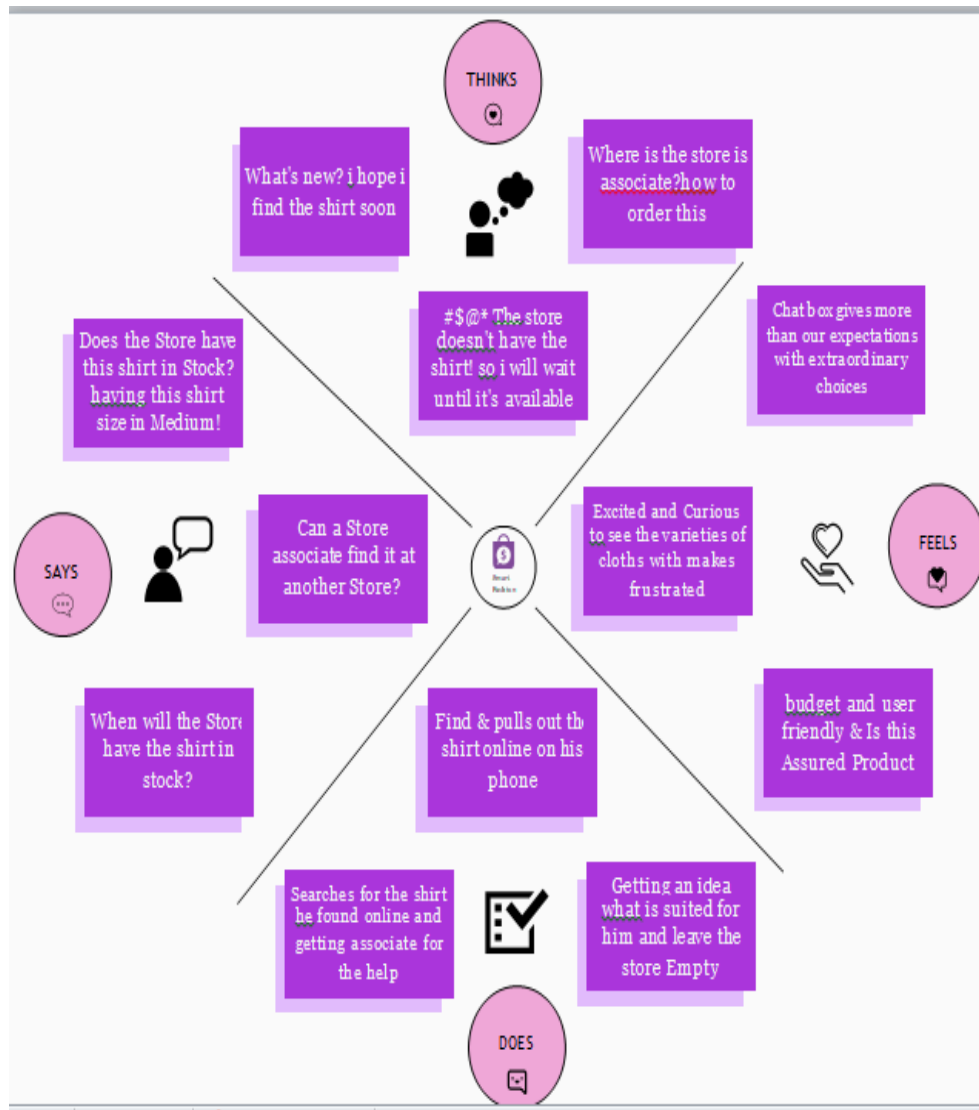 THINKS
What's new? i hope i
find the shirt soon
Where is the store is
associate?how to
order this
#$@* The store
doesn't have the
shirt! so i will wait
until it's available
Does the Store have
this shirt in Stock?
having this shirt
size in Medium!
Chat box gives more
than our expectations
with extraordinary
choices
SAYS
Can a Store
associate find it at
another Store?
Excited and Curious
to see the varieties of
cloths with makes
frustrated
FEELS
When will the Store
have the shirt in
stock?
Find & pulls out the
shirt online on his
phone
budget and user
friendly & Is this
Assured Product
Searches for the shirt
he found online and
getting associate for
the help
Getting an idea
what is suited for
him and leave the
store Empty
DOES